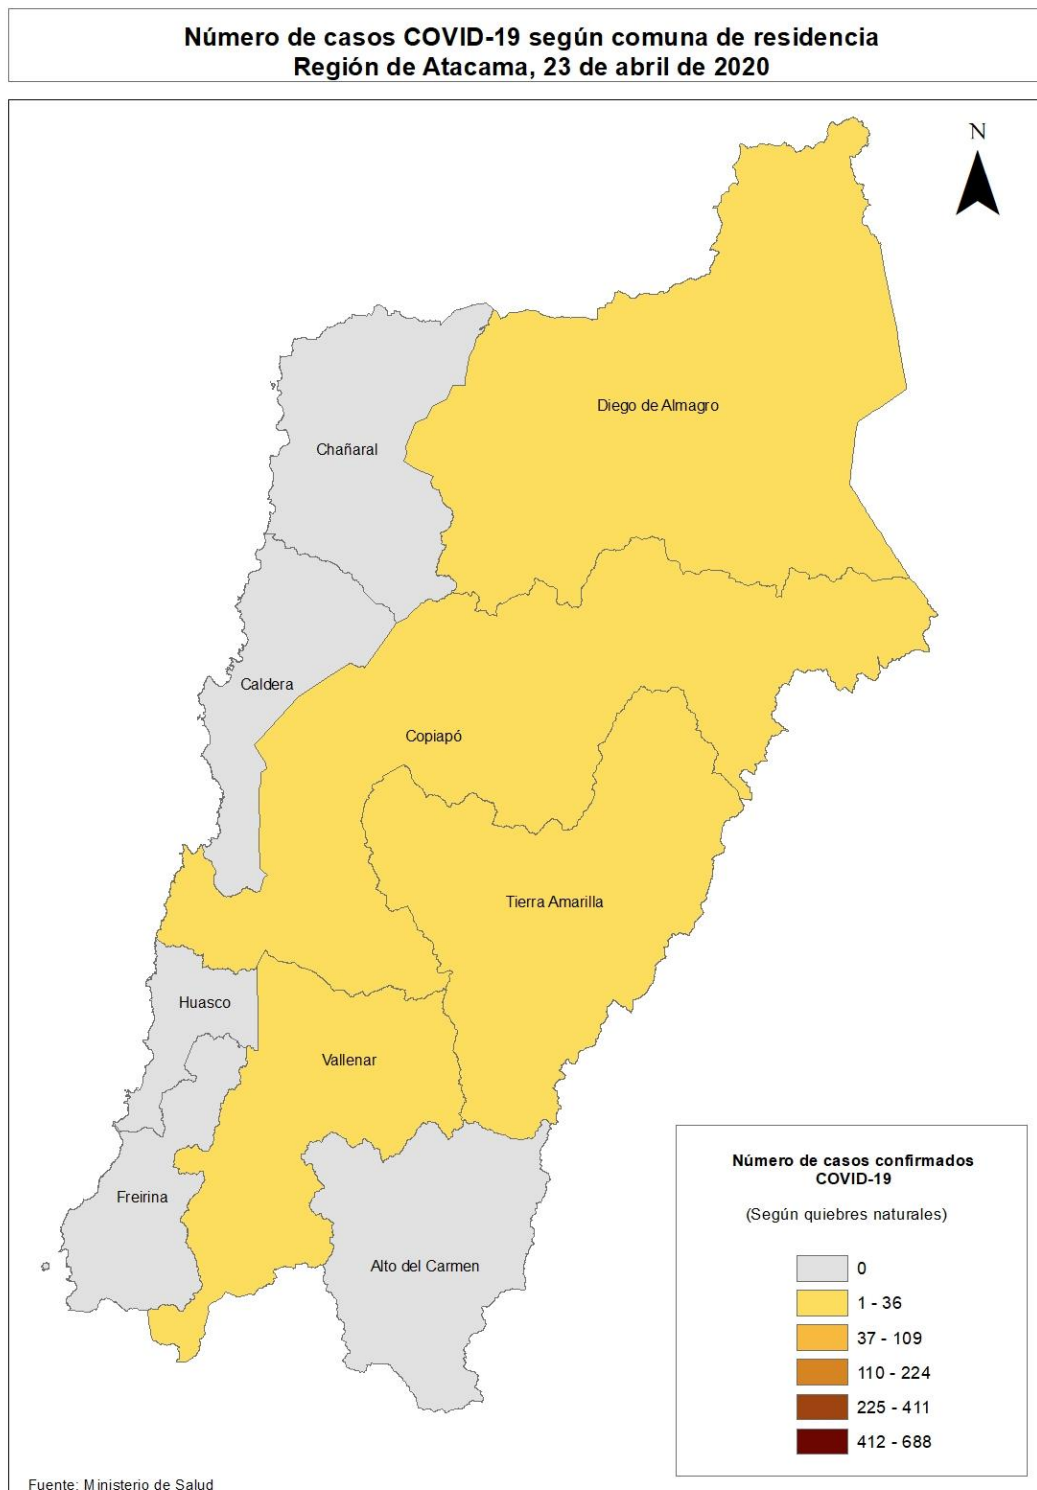 Número de casos COVID-19 según comuna de residencia
Región de Atacama, 23 de abril de 2020
N
Diego de Almagro
Chañaral
Caldera
Copiapó
Tierra Amarilla
Huasco
Vallenar
Freirina
Alto del Carmen
Número de casos confirmados
COVID-19
(Según quiebres naturales)
0
1 - 36
37 - 109
110 - 224
225 - 411
412 - 688
Fuente: Ministerio de Salud